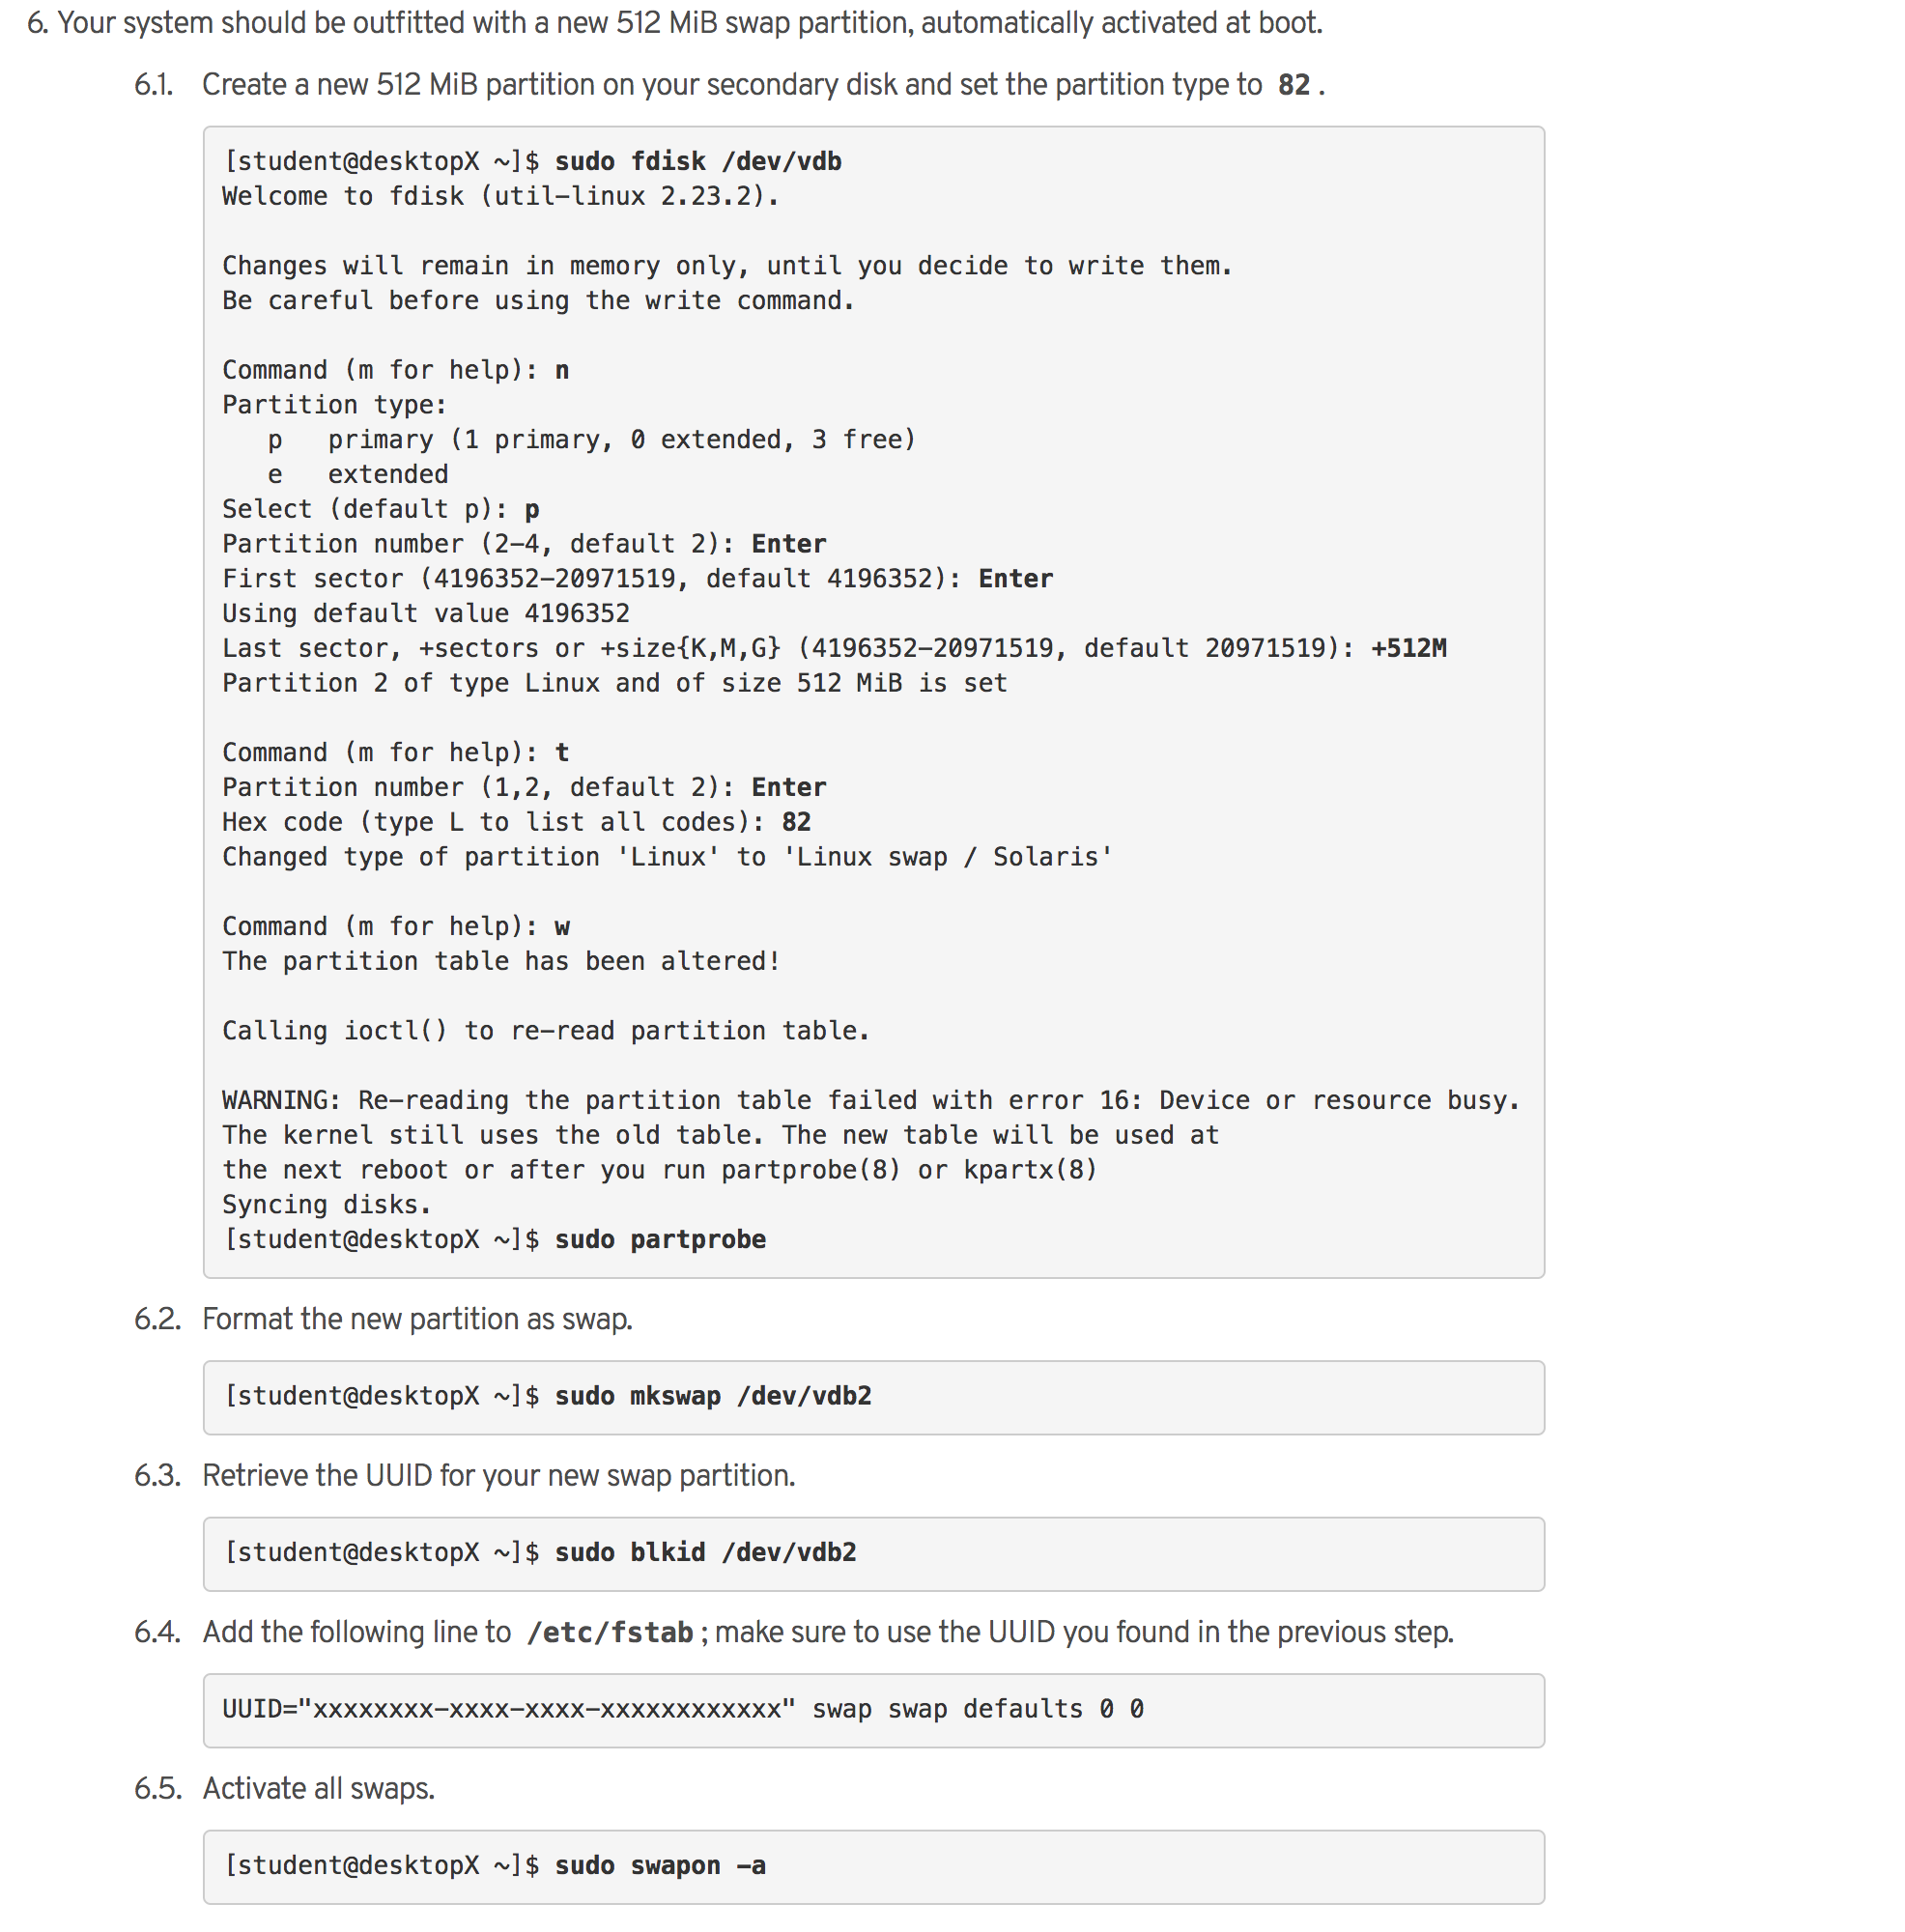 6. Your system should be outfitted with a new 512 MiB swap partition, automatically activated at boot.
6.1. Create a new 512 MiB partition on your secondary disk and set the partition type to 82.
[student@desktopX ~]$ sudo fdisk /dev/vdb
Welcome to fdisk (util-linux 2.23.2).
Changes will remain in memory only, until you decide to write them.
Be careful before using the write command.
Command (m for help): n
Partition type:
   p   primary (1 primary, 0 extended, 3 free)
   e   extended
Select (default p): p
Partition number (2-4, default 2): Enter
First sector (4196352-20971519, default 4196352): Enter
Using default value 4196352
Last sector, +sectors or +size{K,M,G} (4196352-20971519, default 20971519): +512M
Partition 2 of type Linux and of size 512 MiB is set
Command (m for help): t
Partition number (1,2, default 2): Enter
Hex code (type L to list all codes): 82
Changed type of partition 'Linux' to 'Linux swap / Solaris'
Command (m for help): w
The partition table has been altered!
Calling ioctl() to re-read partition table.
WARNING: Re-reading the partition table failed with error 16: Device or resource busy.
The kernel still uses the old table. The new table will be used at
the next reboot or after you run partprobe(8) or kpartx(8)
Syncing disks.
[student@desktopX ~]$ sudo partprobe
6.2. Format the new partition as swap.
[student@desktopX ~]$ sudo mkswap /dev/vdb2
6.3. Retrieve the UUID for your new swap partition.
[student@desktopX ~]$ sudo blkid /dev/vdb2
6.4. Add the following line to /etc/fstab; make sure to use the UUID you found in the previous step.
UUID="xxxxxxxx-xxxx-xxxx-xxxxxxxxxxxx" swap swap defaults 0 0
6.5. Activate all swaps.
[student@desktopX ~]$ sudo swapon -a